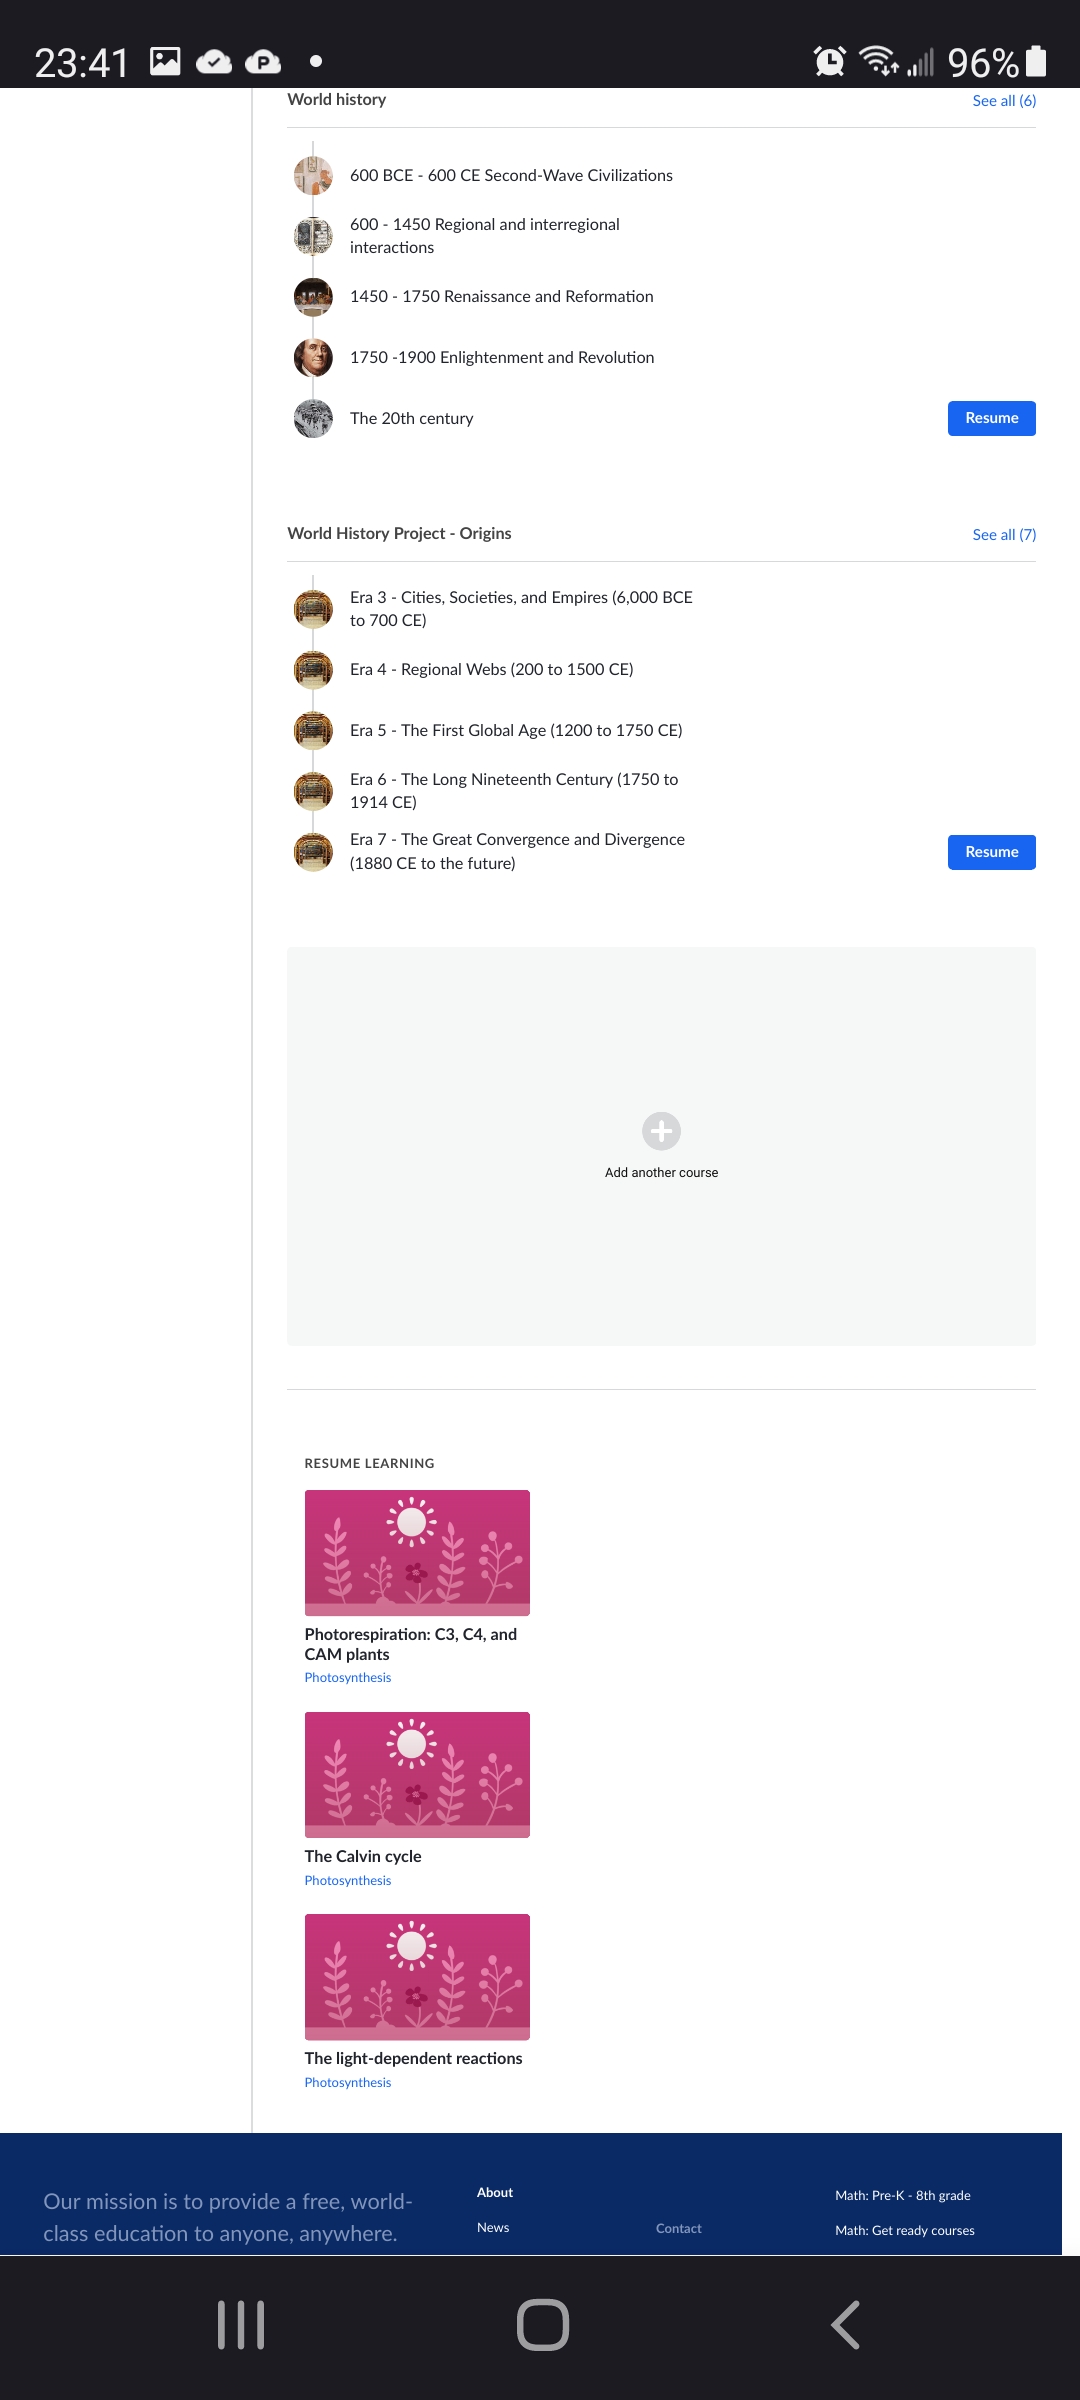 23:41
96%
World history
See all (6)
600 BCE - 600 CE Second-Wave Civilizations
600 - 1450 Regional and interregional
interactions
1450 - 1750 Renaissance and Reformation
1750 -1900 Enlightenment and Revolution
The 20th century
Resume
World History Project - Origins
See all (7)
Era 3 - Cities, Societies, and Empires (6,000 BCE
to 700 CE)
Era 4 - Regional Webs (200 to 1500 CE)
Era 5 - The First Global Age (1200 to 1750 CE)
Era 6 - The Long Nineteenth Century (1750 to
1914 CE)
Era 7 - The Great Convergence and Divergence
(1880 CE to the future)
Resume
Add another course
RESUME LEARNING
Photorespiration: C3, C4, and
CAM plants
Photosynthesis
The Calvin cycle
Photosynthesis
The light-dependent reactions
Photosynthesis
Our mission is to provide a free, world-
class education to anyone, anywhere.
About
News
Contact
Math: Pre-K - 8th grade
Math: Get ready courses